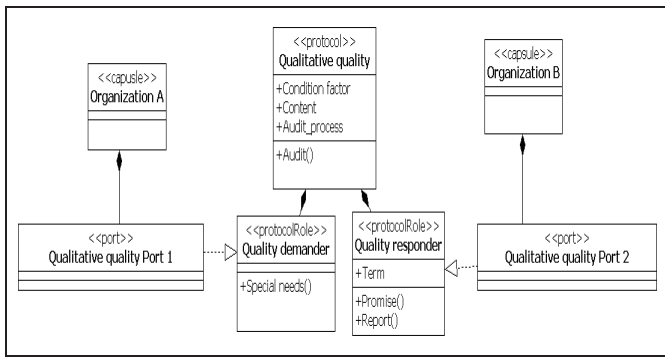 <<capusle>>
Organization A
<<protocol>>
Qualitative quality
+Condition factor
+Content
+Audit_process
+Audit()
<<capsule>>
Organization B
<<port>>
Qualitative quality Port 1
<<protocolRole>>
Quality demander
+Special needs()
<<protocolRole>>
Quality responder
+Term
+Promise()
+Report()
<<port>>
Qualitative quality Port 2